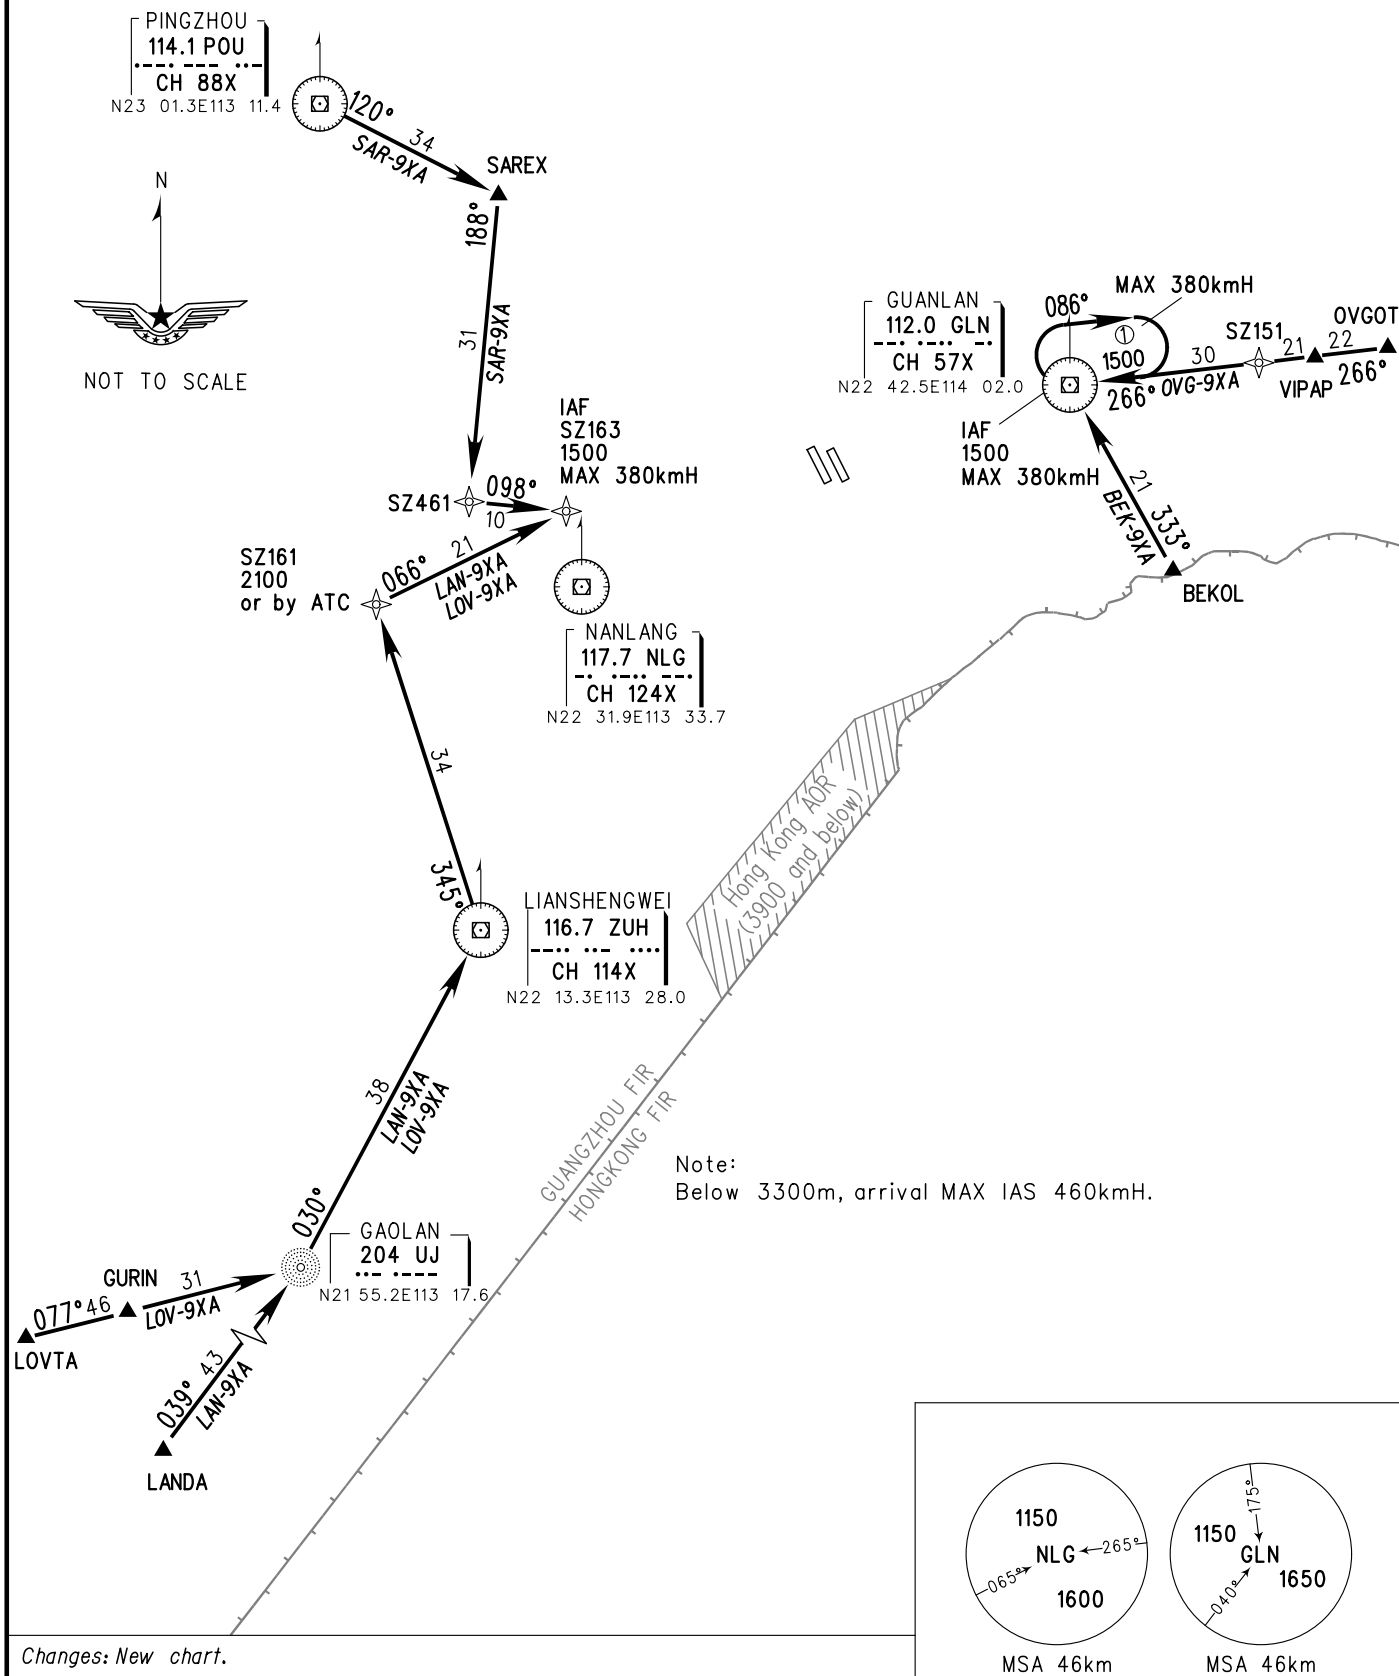 PINGZHOU
114.1 POU
CH 88X
N23 01.3E113 11.4
120°
34
SAR-9XA
SAREX
N
NOT TO SCALE
188°
31
SAR-9XA
GUANLAN
112.0 GLN
CH 57X
N22 42.5E114 02.0
086°
MAX 380kmH
1
1500
SZ151
OVGOT
30
21
22
266°
OVG-9XA
VIPAP
266°
IAF
1500
MAX 380kmH
21
BEK-9XA
333°
BEKOL
IAF
SZ163
1500
MAX 380kmH
SZ461
098°
10
SZ161
2100
or by ATC
066°
21
LAN-9XA
LOV-9XA
NANLANG
117.7 NLG
CH 124X
N22 31.9E113 33.7
34
345°
LIANSHENGWEI
116.7 ZUH
CH 114X
N22 13.3E113 28.0
Hong Kong AOR
(3900 and below)
38
LAN-9XA
LOV-9XA
GUANGZHOU FIR
HONGKONG FIR
Note:
Below 3300m, arrival MAX IAS 460kmH.
030°
GAOLAN
204 UJ
N21 55.2E113 17.6
GURIN
31
077°
46
LOV-9XA
LOVTA
039°
43
LAN-9XA
LANDA
1150
NLG
265°
065°
1600
MSA 46km
175°
1150
GLN
1650
040°
MSA 46km
Changes: New chart.